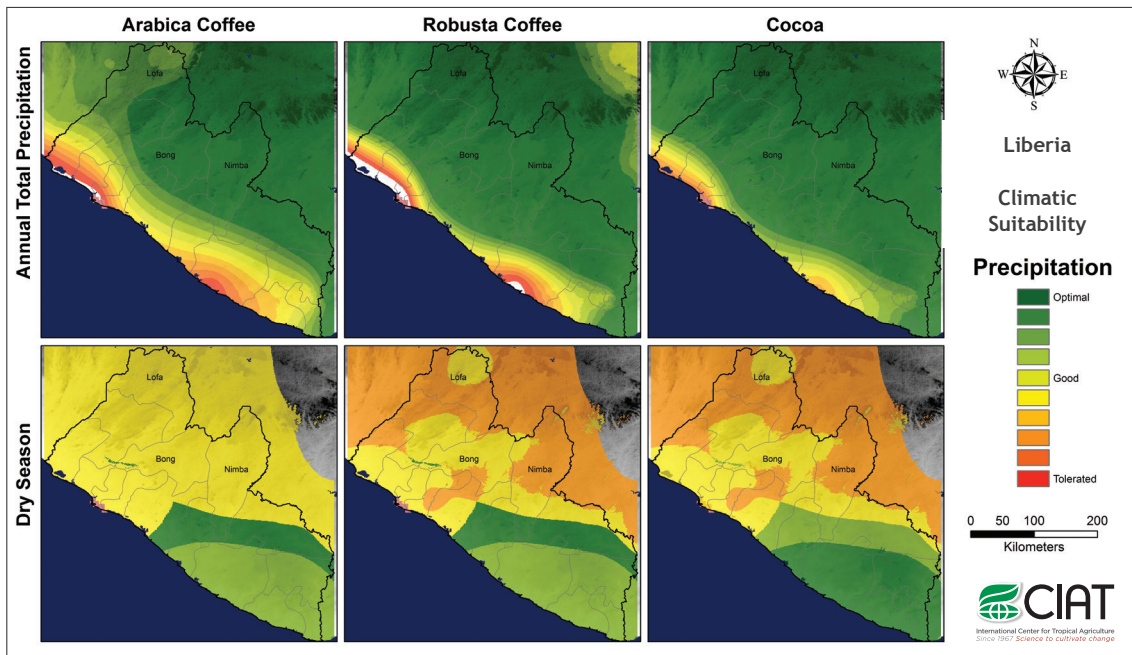 Arabica Coffee
Robusta Coffee
Cocoa
Annual Total Precipitation
Lofa
Bong
Nimba
Lofa
Bong
Nimba
Lofa
Bong
Nimba
Dry Season
Lofa
Bong
Nimba
Lofa
Bong
Nimba
Lofa
Bong
Nimba
N
W
E
S
Liberia
Climatic
Suitability
Precipitation
Optimal
Good
Tolerated
0 50 100 200
Kilometers
CIAT
International Center for Tropical Agriculture
Since 1967 Science to cultivate change